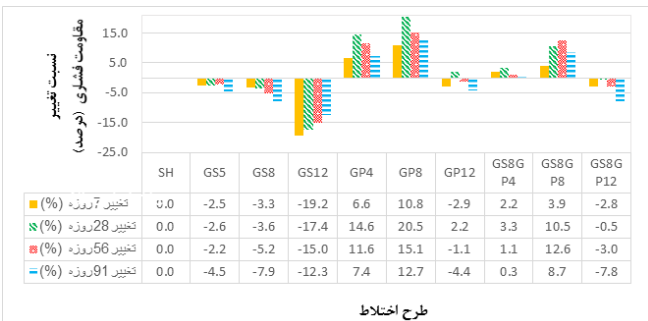 نسبت تغییر
مقاومت فشاری (درصد)
15.0
5.0
-5.0
-15.0
-25.0
SH GS5 GS8 GS12 GP4 GP8 GP12 GS8G P4 GS8G P8 GS8G P12
تغییر 7روزه (%) 0.0 -2.5 -3.3 -19.2 6.6 10.8 -2.9 2.2 3.9 -2.8
تغییر 28روزه (%) 0.0 -2.6 -3.6 -17.4 14.6 20.5 2.2 3.3 10.5 -0.5
تغییر 56روزه (%) 0.0 -2.2 -5.2 -15.0 11.6 15.1 -1.1 1.1 12.6 -3.0
تغییر 91روزه (%) 0.0 -4.5 -7.9 -12.3 7.4 12.7 -4.4 0.3 8.7 -7.8
طرح اختلاط